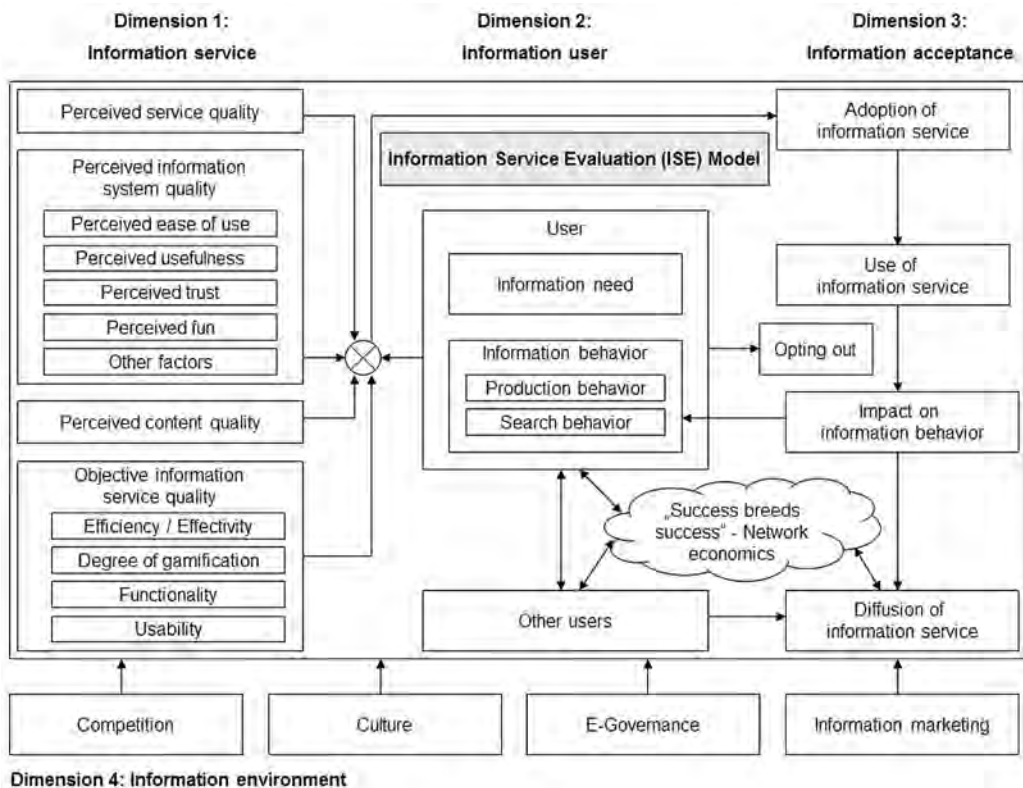 Dimension 1:
Information service
Dimension 2:
Information user
Dimension 3:
Information acceptance
Perceived service quality
Perceived information
system quality
Perceived ease of use
Perceived usefulness
Perceived trust
Perceived fun
Other factors
Perceived content quality
Objective information
service quality
Efficiency / Effectivity
Degree of gamification
Functionality
Usability
Information Service Evaluation (ISE) Model
User
Information need
Information behavior
Production behavior
Search behavior
Opting out
„Success breeds
success“ - Network
economics
Other users
Adoption of
information service
Use of
information service
Impact on
information behavior
Diffusion of
information service
Competition
Culture
E-Governance
Information marketing
Dimension 4: Information environment